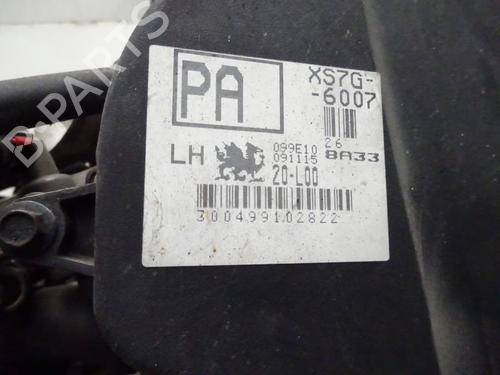 B-PARTS
PA
XS7G-
-6007
26
LH
099E10
091115
8A33
20-L00
300499102822